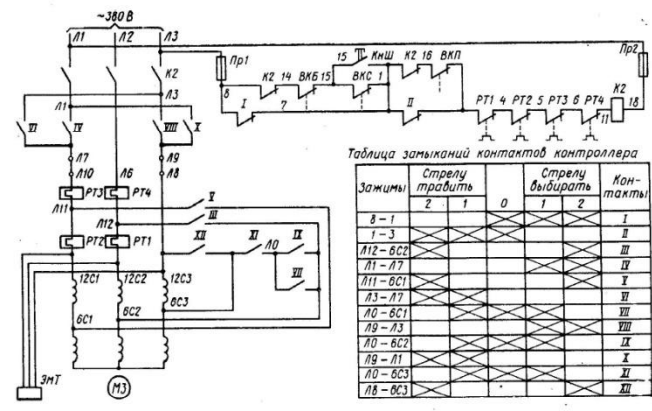 ~380 В
Л1 Л2 Л3
К2
Л3
Л1
VI IV VIII X
Л7 Л9
Л10 Л6 Л8
РТ3 РТ4
Л11
Л12
РТ2 РТ1
V
III
XII XI Л0 IX
VII
12С1 12С2 12С3
6С1 6С2 6С3
ЭмТ
М3
Пр1
8 К2 14 ВКБ 15
15 КнШ
ВКС 1
К2 16 ВКП
I 7 II
РТ1 4 РТ2 5 РТ3 6 РТ4
11
К2
18
Пр2
Таблица замыканий контактов контроллера
Зажимы Стрелу травить 0 Стрелу выбирать Контакты
2 1 1 2
8 – 1 I
1 – 3 II
Л12 – 6С2 III
Л1 – Л7 IV
Л11 – 6С1 V
Л3 – Л7 VI
Л0 – 6С1 VII
Л9 – Л3 VIII
Л0 – 6С2 IX
Л9 – Л1 X
Л0 – 6С3 XI
Л8 – 6С3 XII